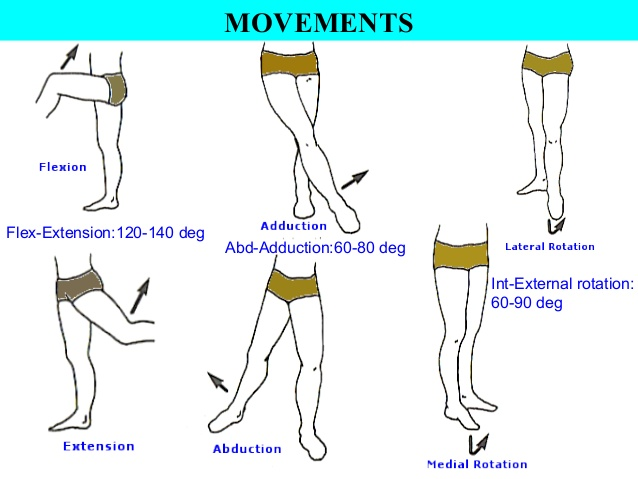 MOVEMENTS
Flexion
Flex-Extension:120-140 deg
Adduction
Abd-Adduction:60-80 deg
Lateral Rotation
Int-External rotation:
60-90 deg
Extension
Abduction
Medial Rotation